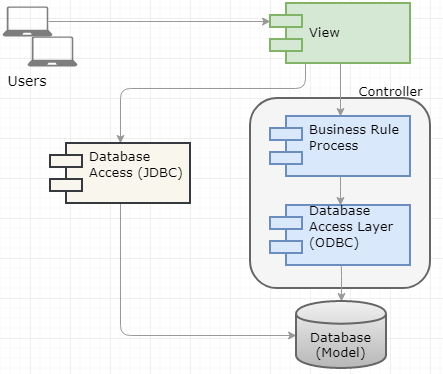 View
Users
Controller
Business Rule
Process
Database
Access (JDBC)
Database
Access Layer
(ODBC)
Database
(Model)